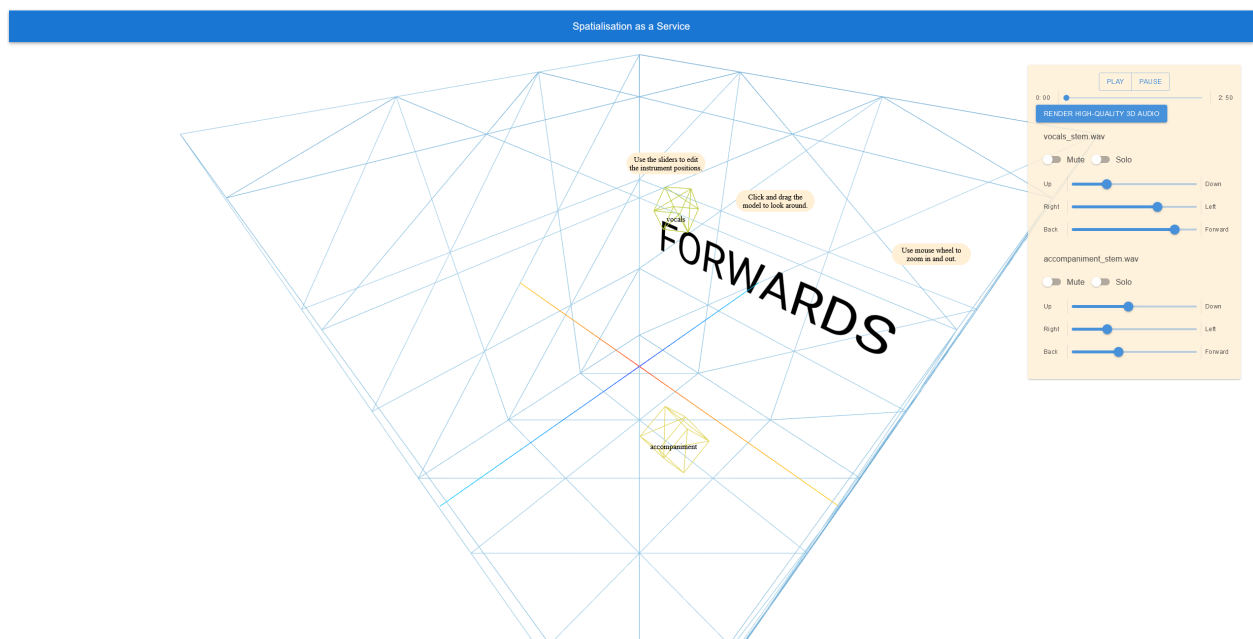 Spatialisation as a Service
Use the sliders to edit
the instrument positions.
Click and drag the
model to look around.
Use mouse wheel to
zoom in and out.
vocals
FORWARDS
accompaniment
PLAY PAUSE
0:00 2:50
RENDER HIGH-QUALITY 3D AUDIO
vocals_stem.wav
Mute Solo
Up Down
Right Left
Back Forward
accompaniment_stem.wav
Mute Solo
Up Down
Right Left
Back Forward